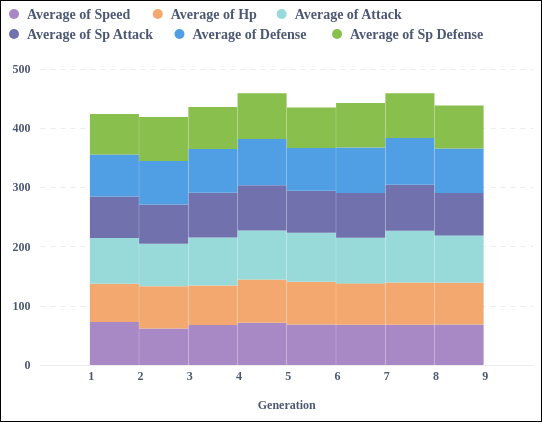 Average of Speed Average of Hp Average of Attack
Average of Sp Attack Average of Defense Average of Sp Defense
500
400
300
200
100
0
1 2 3 4 5 6 7 8 9
Generation